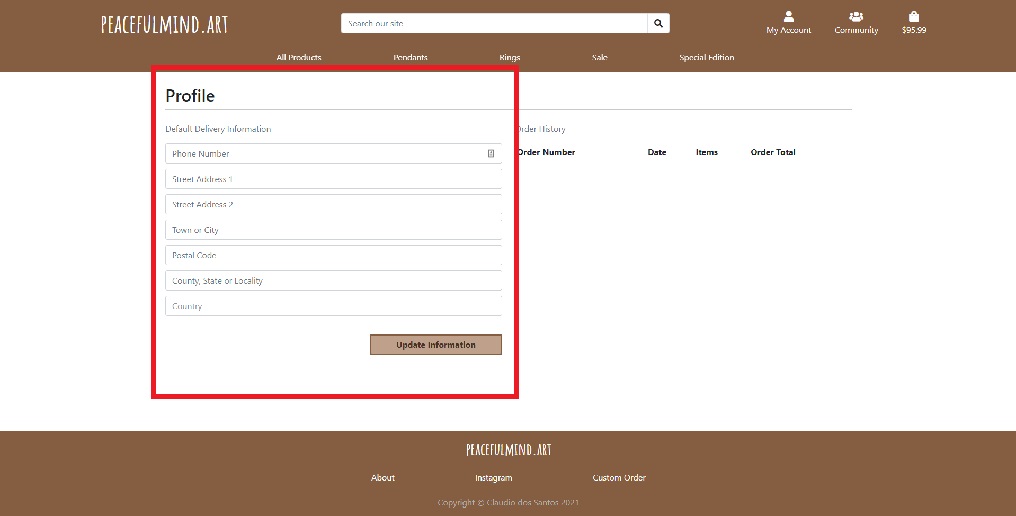 PEACEFULMIND.ART
Search our site
My Account
Community
$95.99
All Products
Pendants
Rings
Sale
Special Edition
Profile
Default Delivery Information
Phone Number
Street Address 1
Street Address 2
Town or City
Postal Code
County, State or Locality
Country
Update Information
Order History
Order Number Date Items Order Total
PEACEFULMIND.ART
About
Instagram
Custom Order
Copyright © Claudio dos Santos 2021